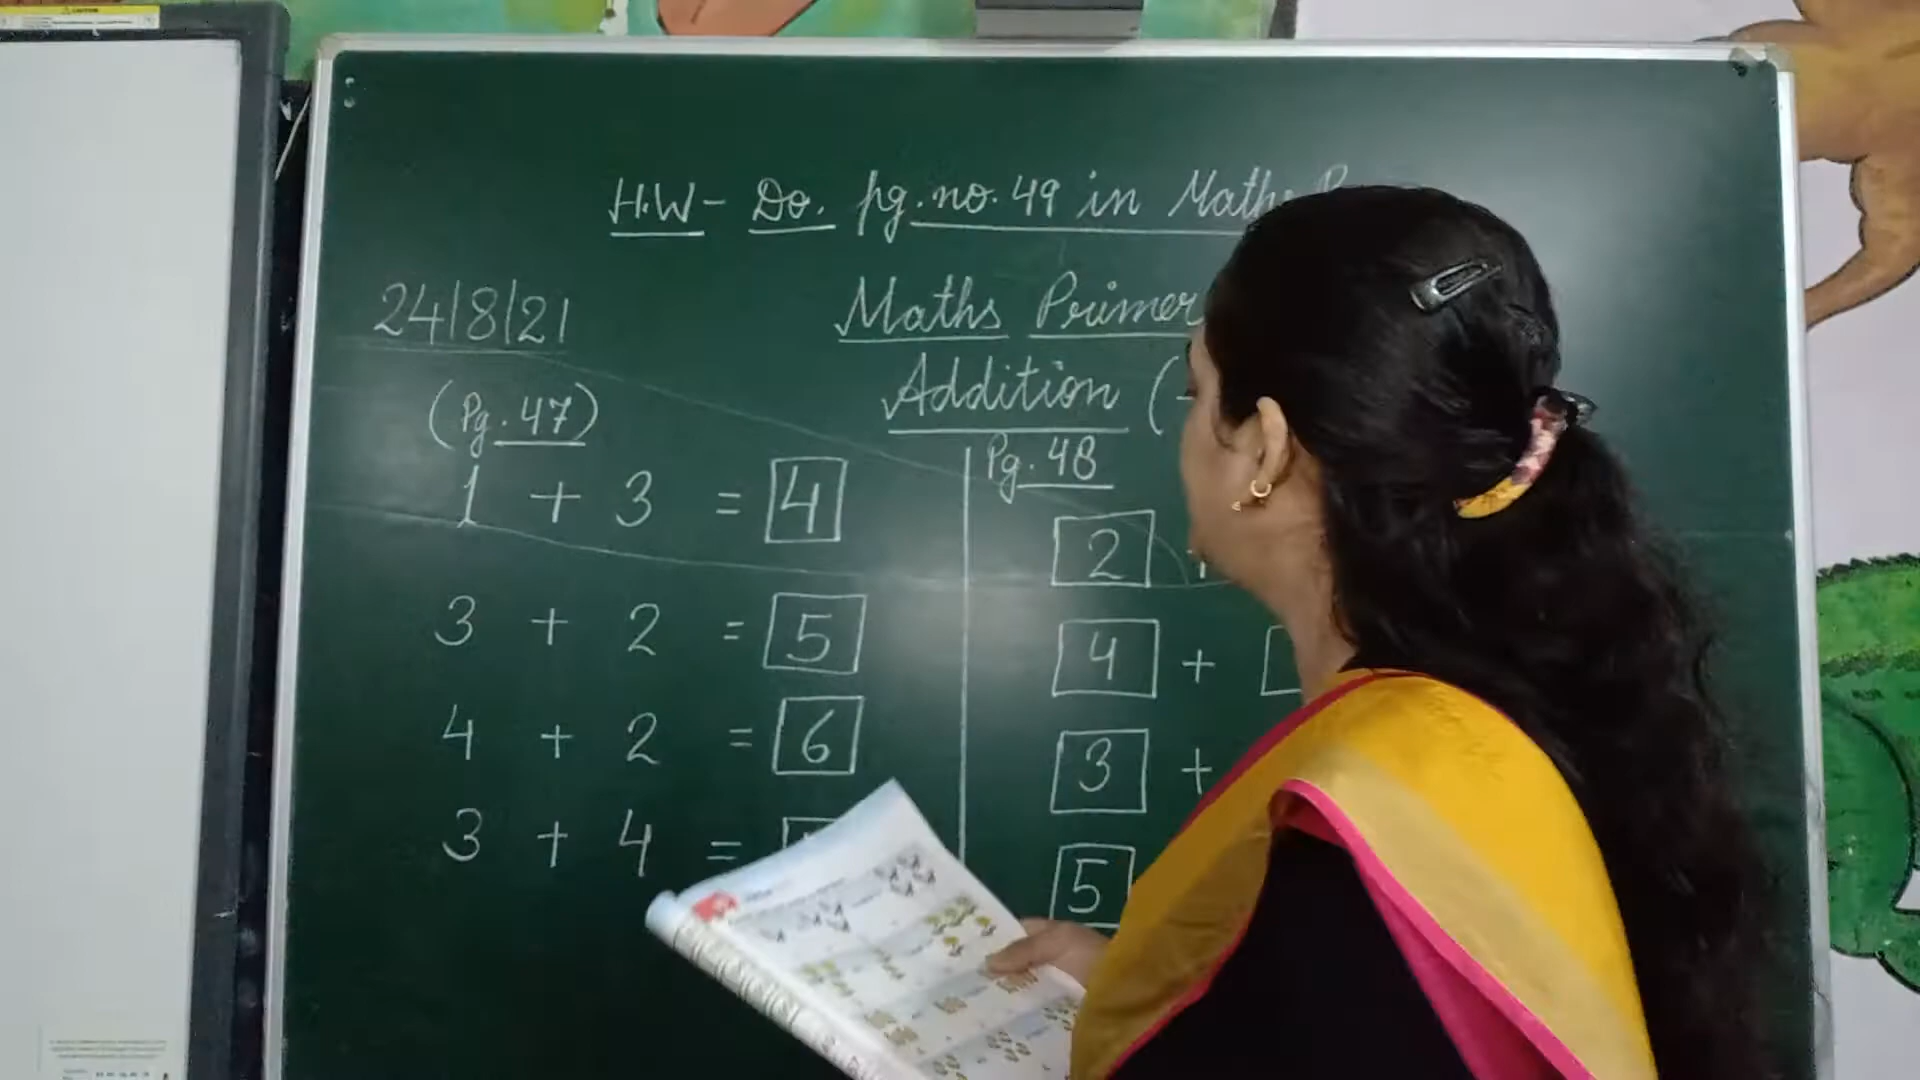 H.W- Do. pg.no. 49 in Maths
24|8|21
Maths Primer
Addition (
(Pg. 47)
Pg. 48
1 + 3 = 4
3 + 2 = 5
4 + 2 = 6
3 + 4 =
2 +
4 +
3 +
5